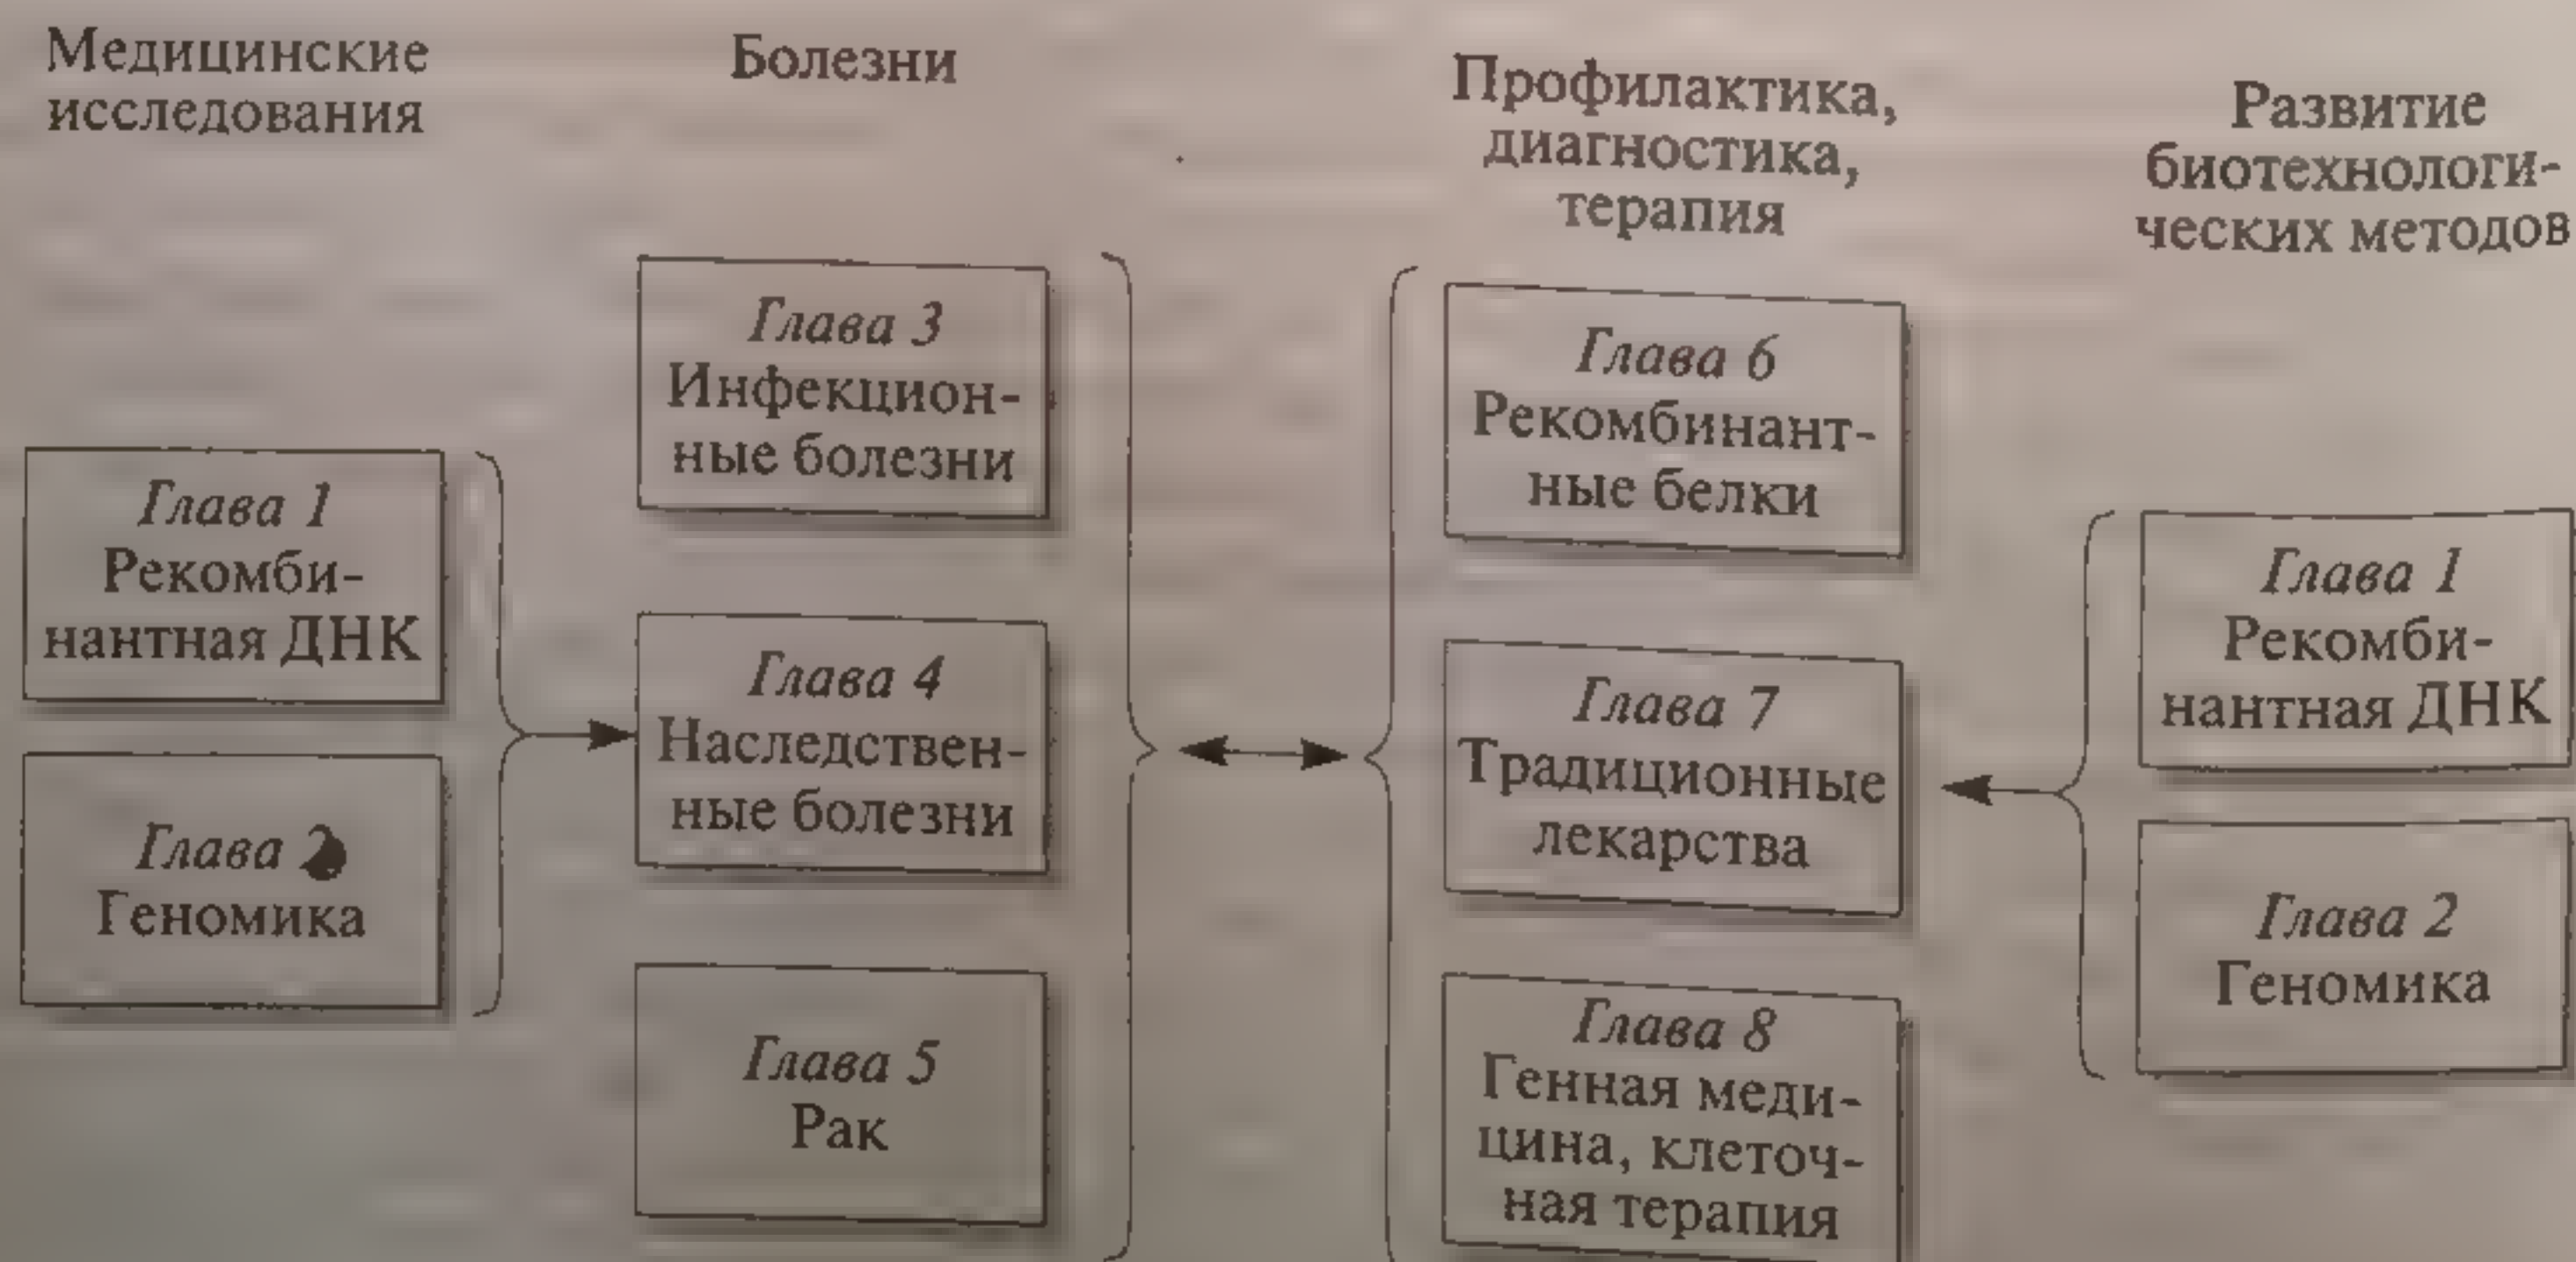 Медицинские
исследования
Глава 1
Рекомби-
нантная ДНК
Глава 2
Геномика
Болезни
Глава 3
Инфекцион-
ные болезни
Глава 4
Наследствен-
ные болезни
Глава 5
Рак
Профилактика,
диагностика,
терапия
Глава 6
Рекомбинант-
ные белки
Глава 7
Традиционные
лекарства
Глава 8
Генная меди-
цина, клеточ-
ная терапия
Развитие
биотехнологи-
ческих методов
Глава 1
Рекомби-
нантная ДНК
Глава 2
Геномика